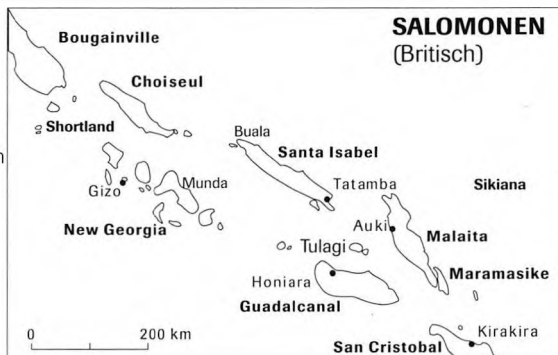 SALOMONEN
(Britisch)
Bougainville
Choiseul
Shortland
Buala
Santa Isabel
Gizo
Munda
Tatamba
Sikiana
New Georgia
Auki
Malaita
Tulagi
Maramasike
Honiara
Guadalcanal
Kirakira
San Cristobal
0
200 km